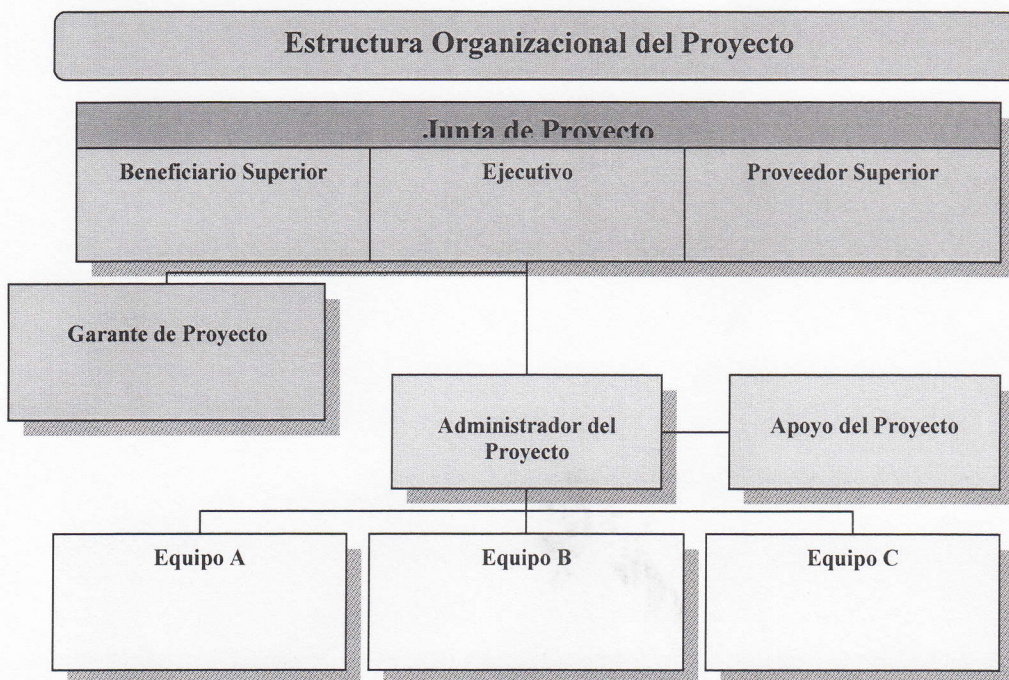 Estructura Organizacional del Proyecto
Junta de Proyecto
Beneficiario Superior
Ejecutivo
Proveedor Superior
Garante de Proyecto
Administrador del
Proyecto
Apoyo del Proyecto
Equipo A
Equipo B
Equipo C